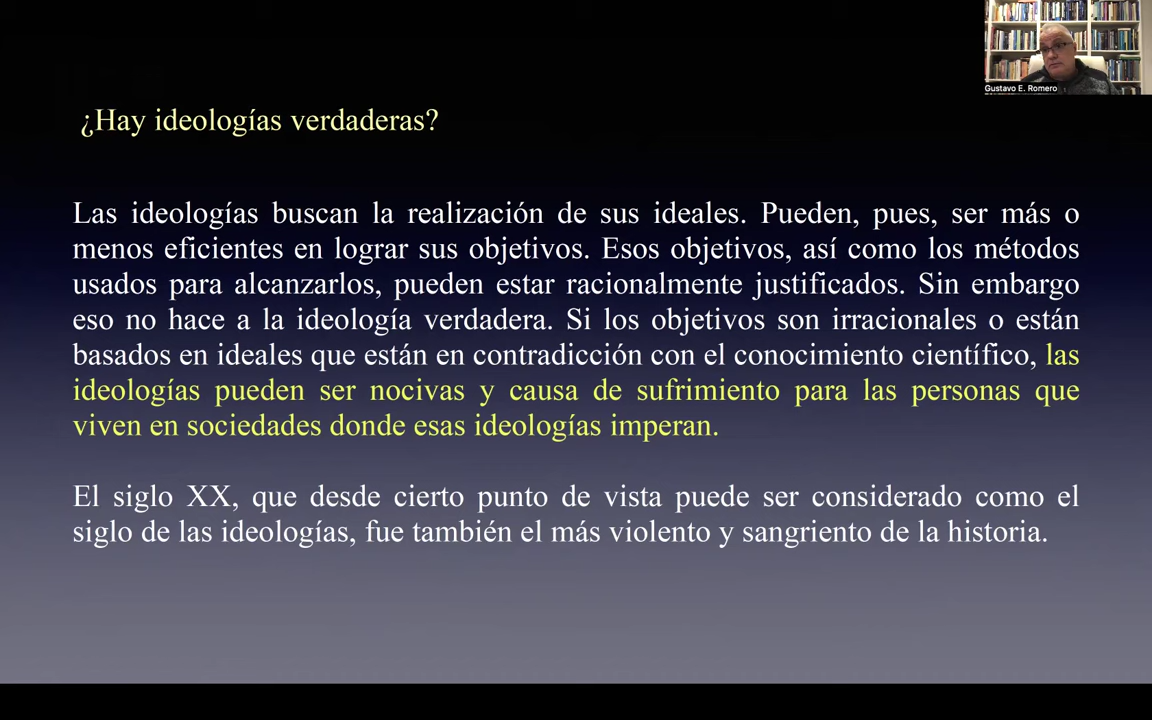 Gustavo E. Romero
¿Hay ideologías verdaderas?
Las ideologías buscan la realización de sus ideales. Pueden, pues, ser más o
menos eficientes en lograr sus objetivos. Esos objetivos, así como los métodos
usados para alcanzarlos, pueden estar racionalmente justificados. Sin embargo
eso no hace a la ideología verdadera. Si los objetivos son irracionales o están
basados en ideales que están en contradicción con el conocimiento científico, las
ideologías pueden ser nocivas y causa de sufrimiento para las personas que
viven en sociedades donde esas ideologías imperan.
El siglo XX, que desde cierto punto de vista puede ser considerado como el
siglo de las ideologías, fue también el más violento y sangriento de la historia.